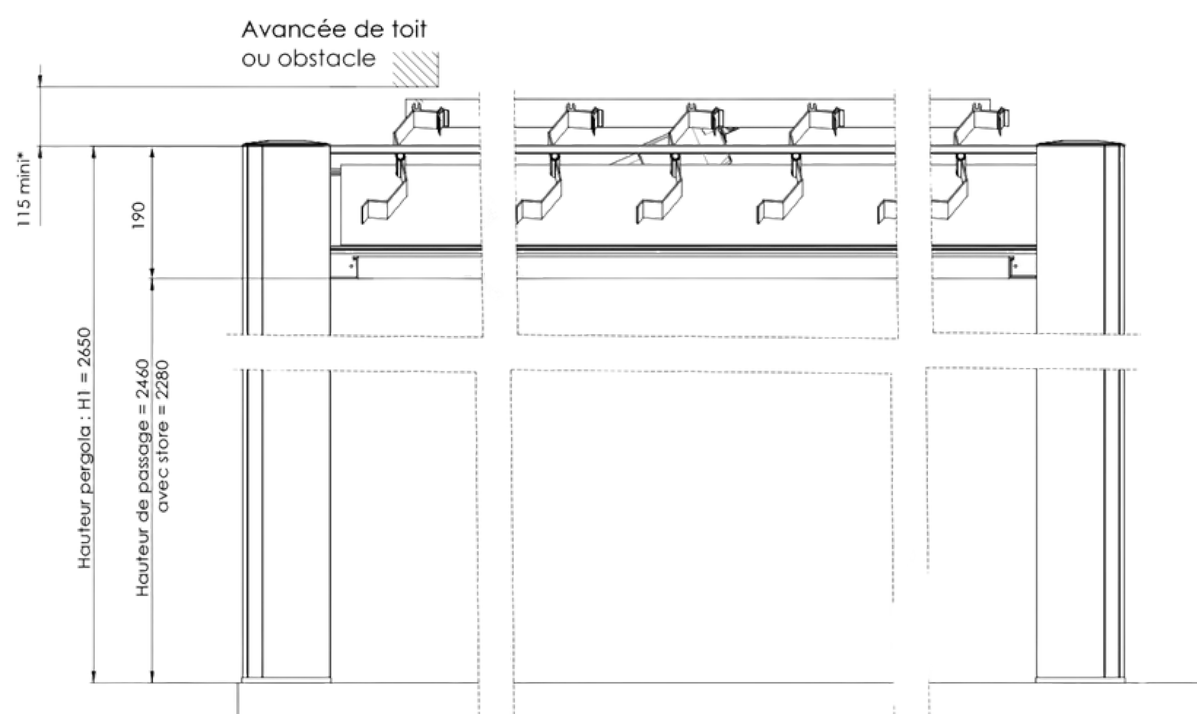 Avancée de toit
ou obstacle
115 mini*
190
Hauteur pergola : H1 = 2650
Hauteur de passage = 2460
avec store = 2280